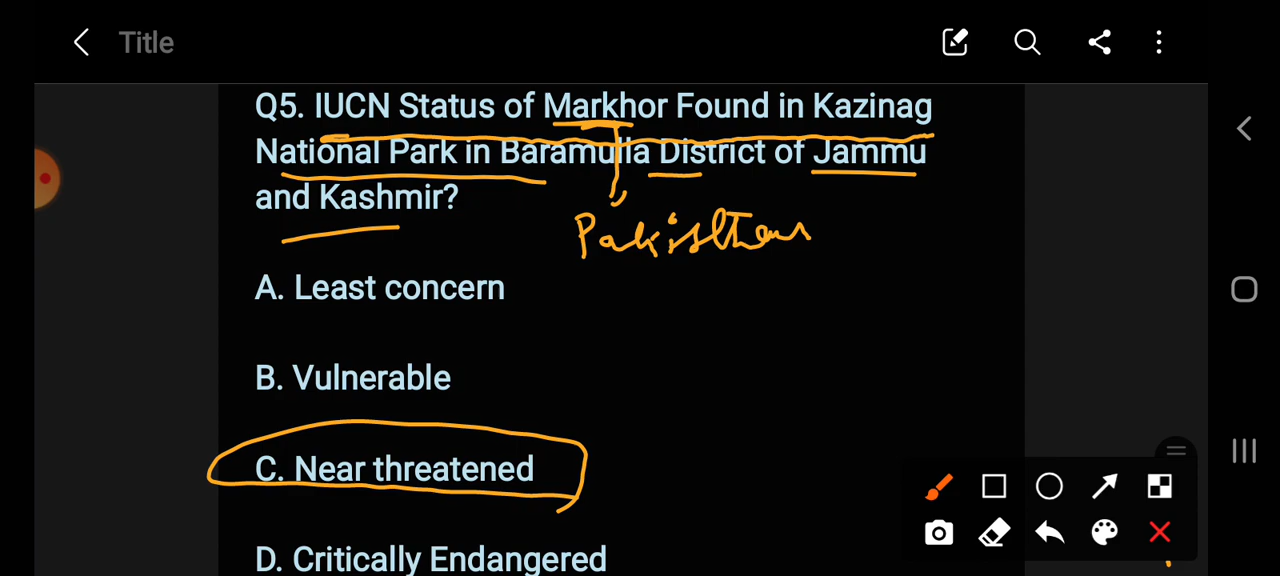 Title
Q5. IUCN Status of Markhor Found in Kazinag
National Park in Baramulla District of Jammu
and Kashmir?
Pakisthan
A. Least concern
B. Vulnerable
C. Near threatened
D. Critically Endangered